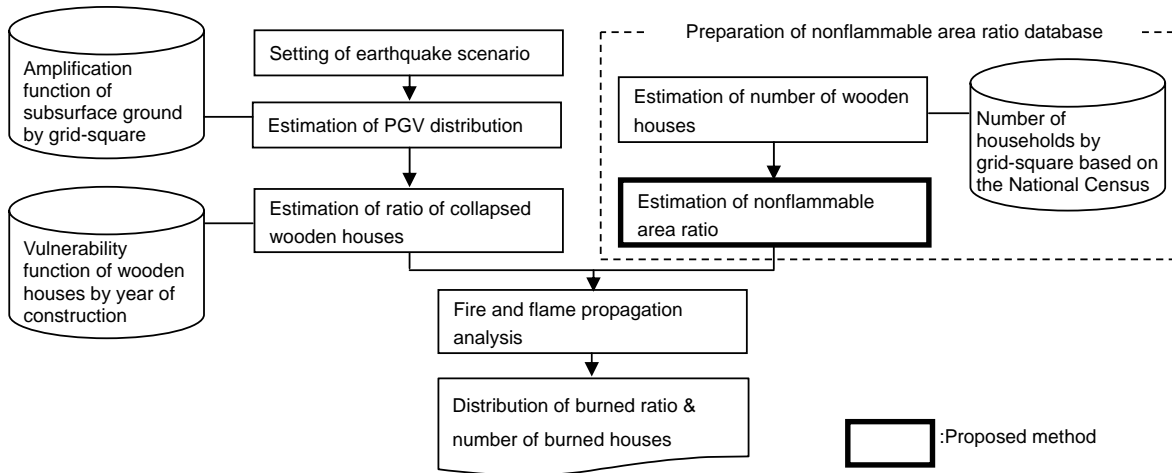 Amplification
function of
subsurface ground
by grid-square
Setting of earthquake scenario
Estimation of PGV distribution
Vulnerability
function of wooden
houses by year of
construction
Estimation of ratio of collapsed
wooden houses
Preparation of nonflammable area ratio database
Estimation of number of wooden
houses
Number of
households by
grid-square based on
the National Census
Estimation of nonflammable
area ratio
Fire and flame propagation
analysis
Distribution of burned ratio &
number of burned houses
:Proposed method